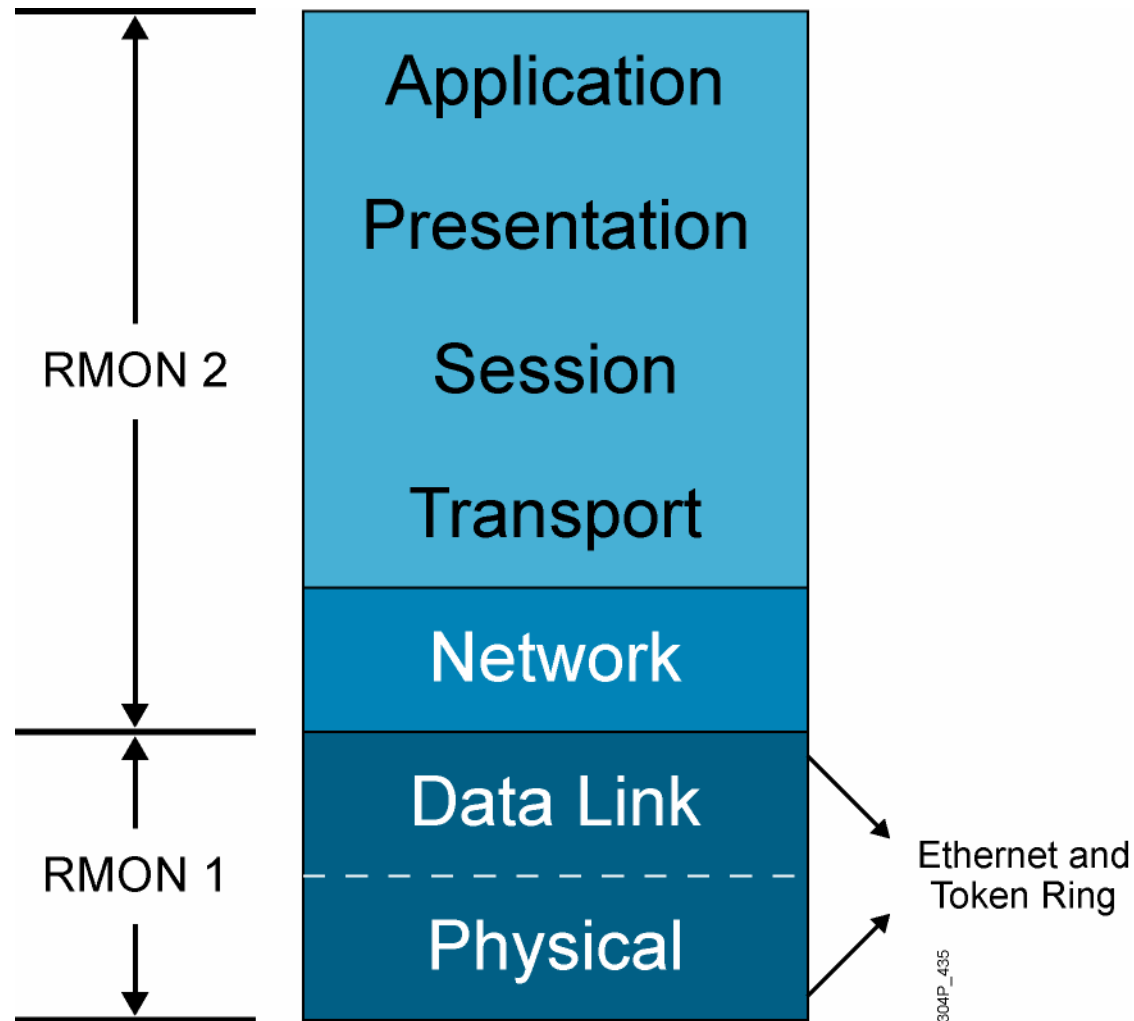 Application
Presentation
RMON 2
Session
Transport
Network
Data Link
RMON 1
Physical
Ethernet and
Token Ring
304P_435